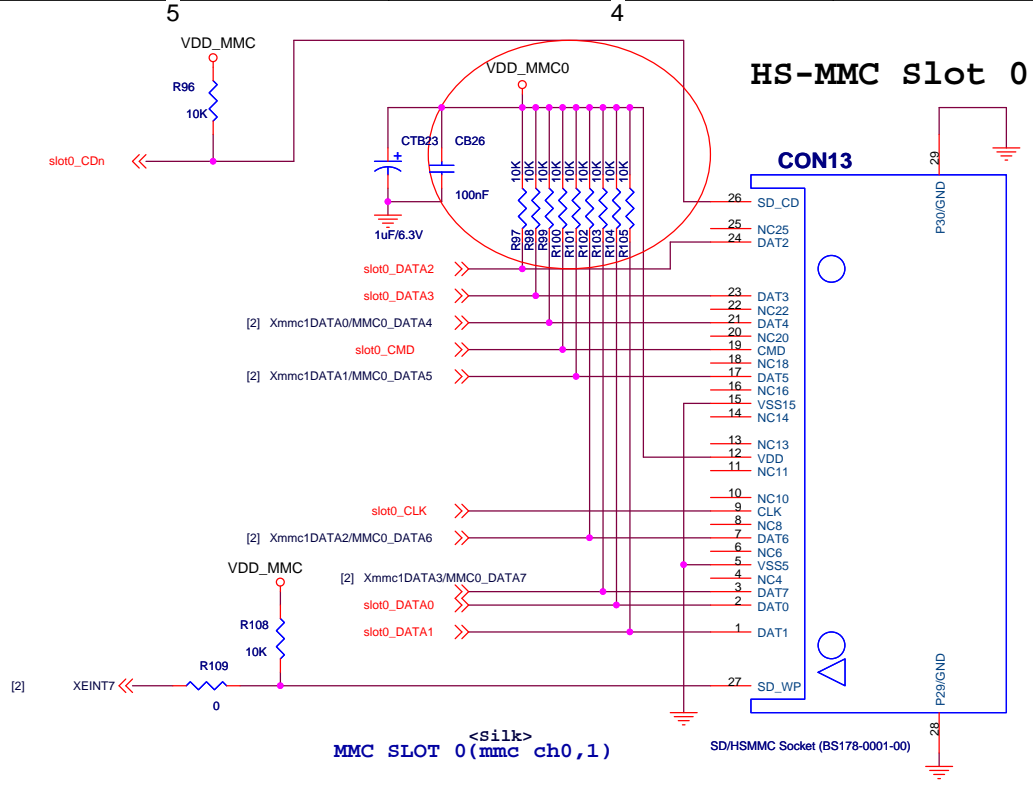 5
4
VDD_MMC
R96
10K
slot0_CDn
VDD_MMC0
HS-MMC Slot 0
CTB23
CB26
+
100nF
1uF/6.3V
10K
10K
10K
10K
10K
10K
10K
10K
10K
R97
R98
R99
R100
R101
R102
R103
R104
R105
CON13
29
P30/GND
26 SD_CD
25 NC25
24 DAT2
slot0_DATA2
slot0_DATA3
23 DAT3
22 NC22
[2] Xmmc1DATA0/MMC0_DATA4
21 DAT4
20 NC20
slot0_CMD
19 CMD
18 NC18
[2] Xmmc1DATA1/MMC0_DATA5
17 DAT5
16 NC16
15 VSS15
14 NC14
13 NC13
12 VDD
11 NC11
10 NC10
slot0_CLK
9 CLK
8 NC8
[2] Xmmc1DATA2/MMC0_DATA6
7 DAT6
6 NC6
5 VSS5
4 NC4
[2] Xmmc1DATA3/MMC0_DATA7
3 DAT7
slot0_DATA0
2 DAT0
slot0_DATA1
1 DAT1
VDD_MMC
R108
10K
R109
0
[2] XEINT7
27 SD_WP
P29/GND
28
<Silk>
MMC SLOT 0(mmc ch0,1)
SD/HSMMC Socket (BS178-0001-00)